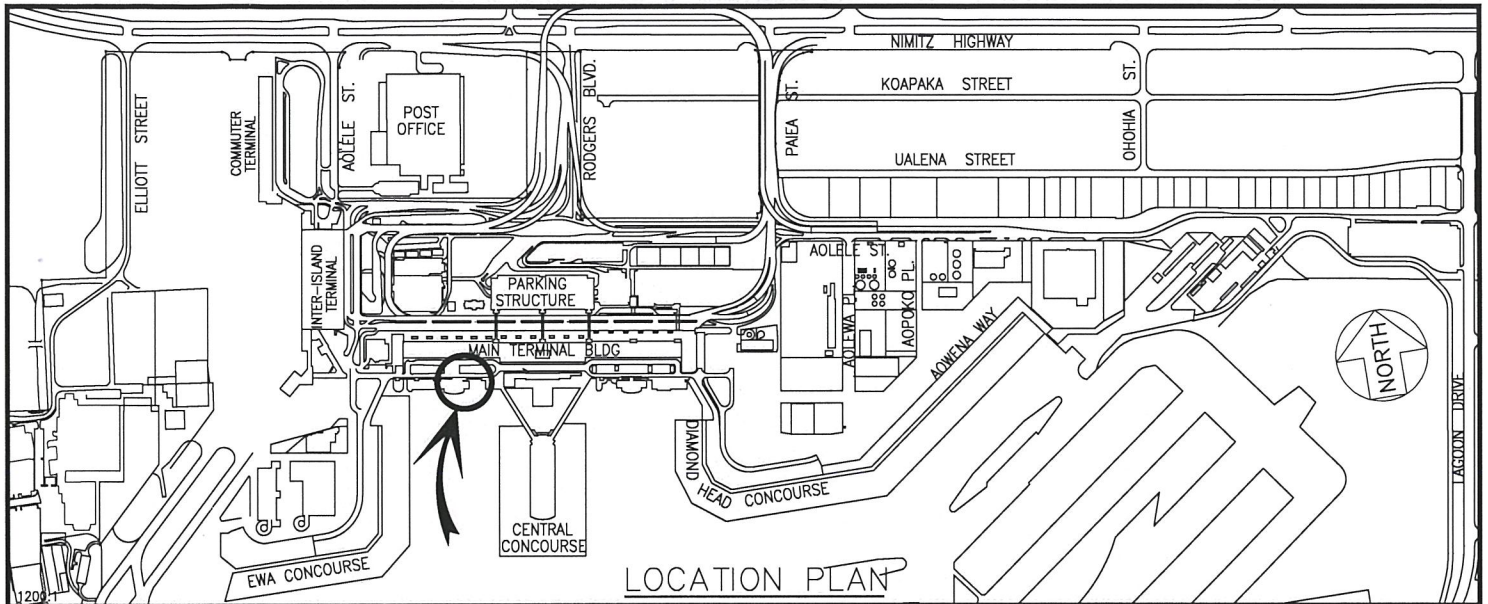 NIMITZ HIGHWAY
KOAPAKA STREET
UALENA STREET
OHOHIA ST.
PAIEA ST.
RODGERS BLVD.
POST
OFFICE
AOLELE ST.
COMMUTER
TERMINAL
ELLIOTT STREET
INTER-ISLAND
TERMINAL
PARKING
STRUCTURE
MAIN TERMINAL BLDG
AOLELE ST.
AOLEWA PL.
AOPOKO PL.
AOWENA WAY
NORTH
LAGOON DRIVE
DIAMOND HEAD CONCOURSE
CENTRAL
CONCOURSE
EWA CONCOURSE
LOCATION PLAN